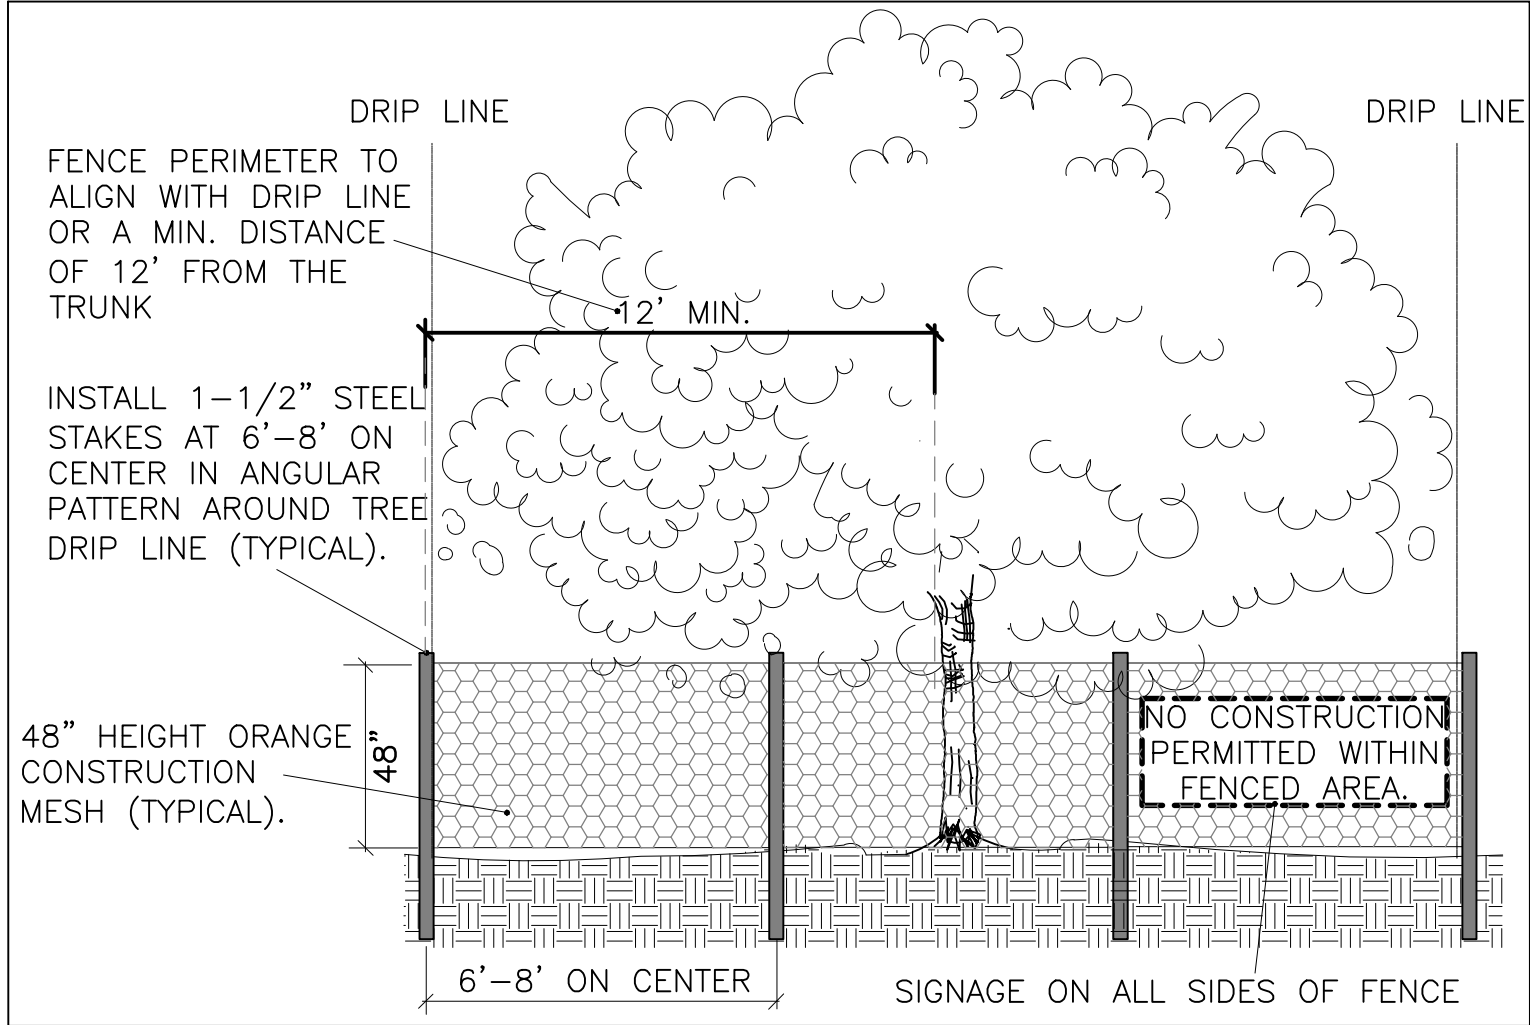 DRIP LINE
DRIP LINE
FENCE PERIMETER TO
ALIGN WITH DRIP LINE
OR A MIN. DISTANCE
OF 12' FROM THE
TRUNK
12' MIN.
INSTALL 1-1/2" STEEL
STAKES AT 6'-8' ON
CENTER IN ANGULAR
PATTERN AROUND TREE
DRIP LINE (TYPICAL).
48" HEIGHT ORANGE
CONSTRUCTION
MESH (TYPICAL).
48"
NO CONSTRUCTION
PERMITTED WITHIN
FENCED AREA.
6'-8' ON CENTER
SIGNAGE ON ALL SIDES OF FENCE